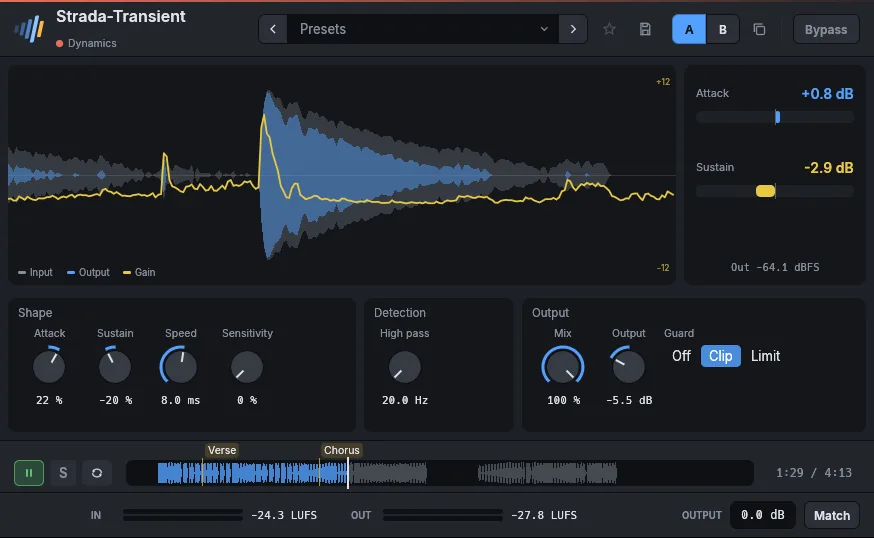 Strada-Transient
Dynamics
Presets
A B
Bypass
+12
-12
Input Output Gain
Attack +0.8 dB
Sustain -2.9 dB
Out -64.1 dBFS
Shape
Attack Sustain Speed Sensitivity
22 % -20 % 8.0 ms 0 %
Detection
High pass
20.0 Hz
Output
Mix Output Guard
Off Clip Limit
100 % -5.5 dB
Verse Chorus
S
1:29 / 4:13
IN -24.3 LUFS OUT -27.8 LUFS OUTPUT 0.0 dB Match